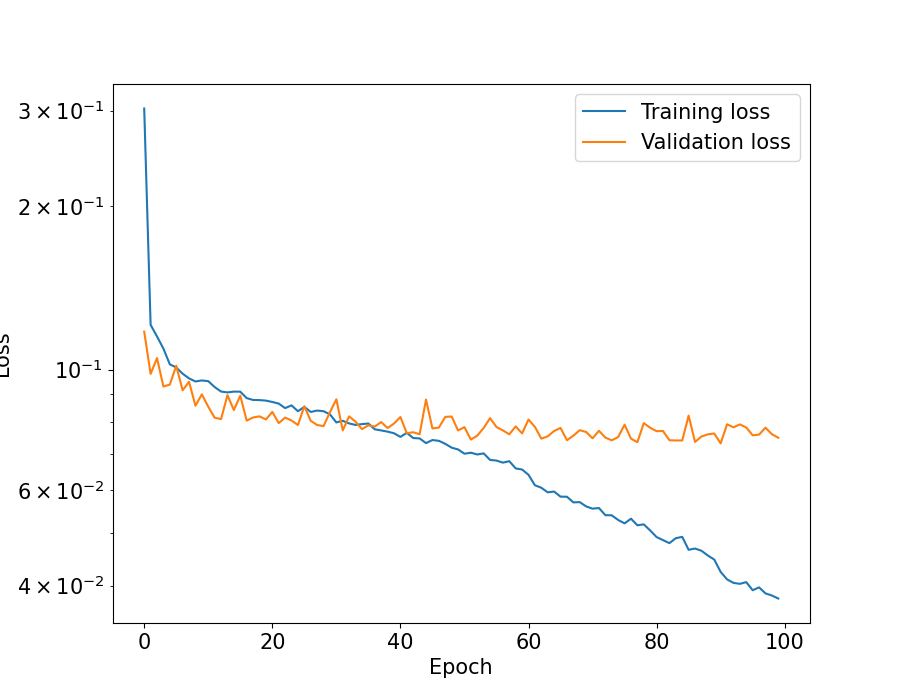 3 × 10⁻¹
2 × 10⁻¹
10⁻¹
6 × 10⁻²
4 × 10⁻²
Loss
Training loss
Validation loss
0 20 40 60 80 100
Epoch